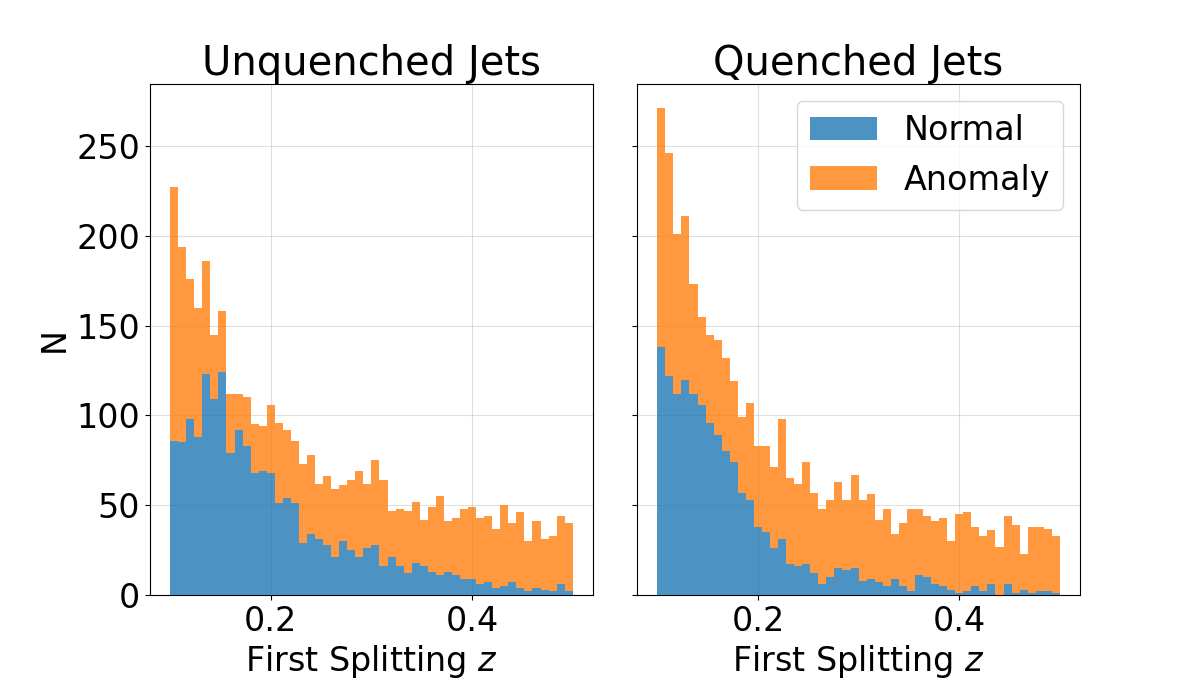 Unquenched Jets
Quenched Jets
250
200
150
100
50
0
N
Normal
Anomaly
0.2
0.4
0.2
0.4
First Splitting z
First Splitting z